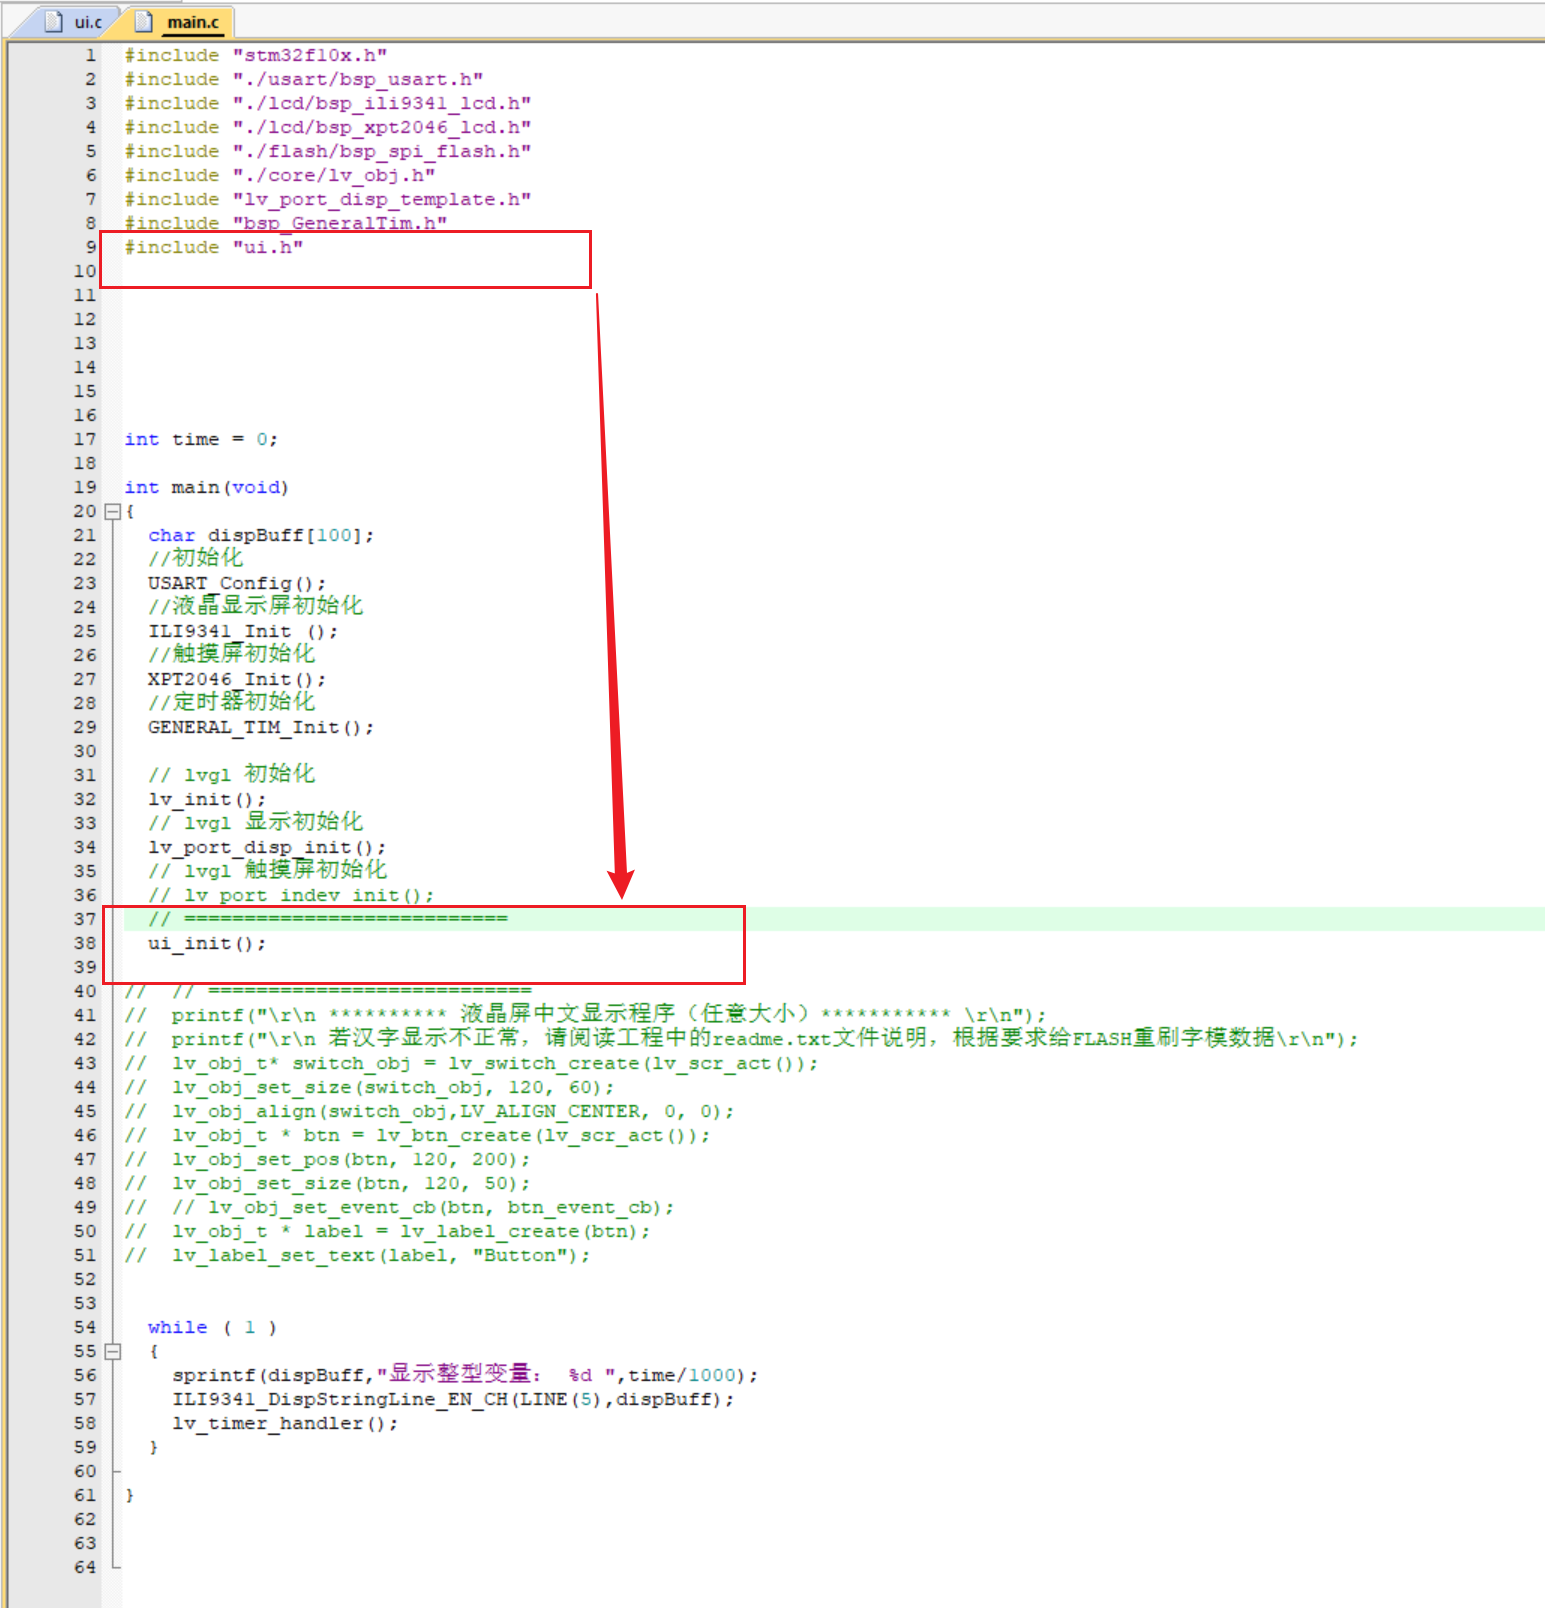 ui.c main.c
1 #include "stm32f10x.h"
2 #include "./usart/bsp_usart.h"
3 #include "./lcd/bsp_ili9341_lcd.h"
4 #include "./lcd/bsp_xpt2046_lcd.h"
5 #include "./flash/bsp_spi_flash.h"
6 #include "./core/lv_obj.h"
7 #include "lv_port_disp_template.h"
8 #include "bsp_GeneralTim.h"
9 #include "ui.h"
10
11
12
13
14
15
16
17 int time = 0;
18
19 int main(void)
20 {
21 char dispBuff[100];
22 //初始化
23 USART_Config();
24 //液晶显示屏初始化
25 ILI9341_Init ();
26 //触摸屏初始化
27 XPT2046_Init();
28 //定时器初始化
29 GENERAL_TIM_Init();
30
31 // lvgl 初始化
32 lv_init();
33 // lvgl 显示初始化
34 lv_port_disp_init();
35 // lvgl 触摸屏初始化
36 // lv_port_indev_init();
37 // ===========================
38 ui_init();
39
40 // // ===========================
41 // printf("\r\n ********** 液晶屏中文显示程序（任意大小）*********** \r\n");
42 // printf("\r\n 若汉字显示不正常，请阅读工程中的readme.txt文件说明，根据要求给FLASH重刷字模数据\r\n");
43 // lv_obj_t* switch_obj = lv_switch_create(lv_scr_act());
44 // lv_obj_set_size(switch_obj, 120, 60);
45 // lv_obj_align(switch_obj,LV_ALIGN_CENTER, 0, 0);
46 // lv_obj_t * btn = lv_btn_create(lv_scr_act());
47 // lv_obj_set_pos(btn, 120, 200);
48 // lv_obj_set_size(btn, 120, 50);
49 // // lv_obj_set_event_cb(btn, btn_event_cb);
50 // lv_obj_t * label = lv_label_create(btn);
51 // lv_label_set_text(label, "Button");
52
53
54 while ( 1 )
55 {
56 sprintf(dispBuff,"显示整型变量： %d ",time/1000);
57 ILI9341_DispStringLine_EN_CH(LINE(5),dispBuff);
58 lv_timer_handler();
59 }
60
61 }
62
63
64